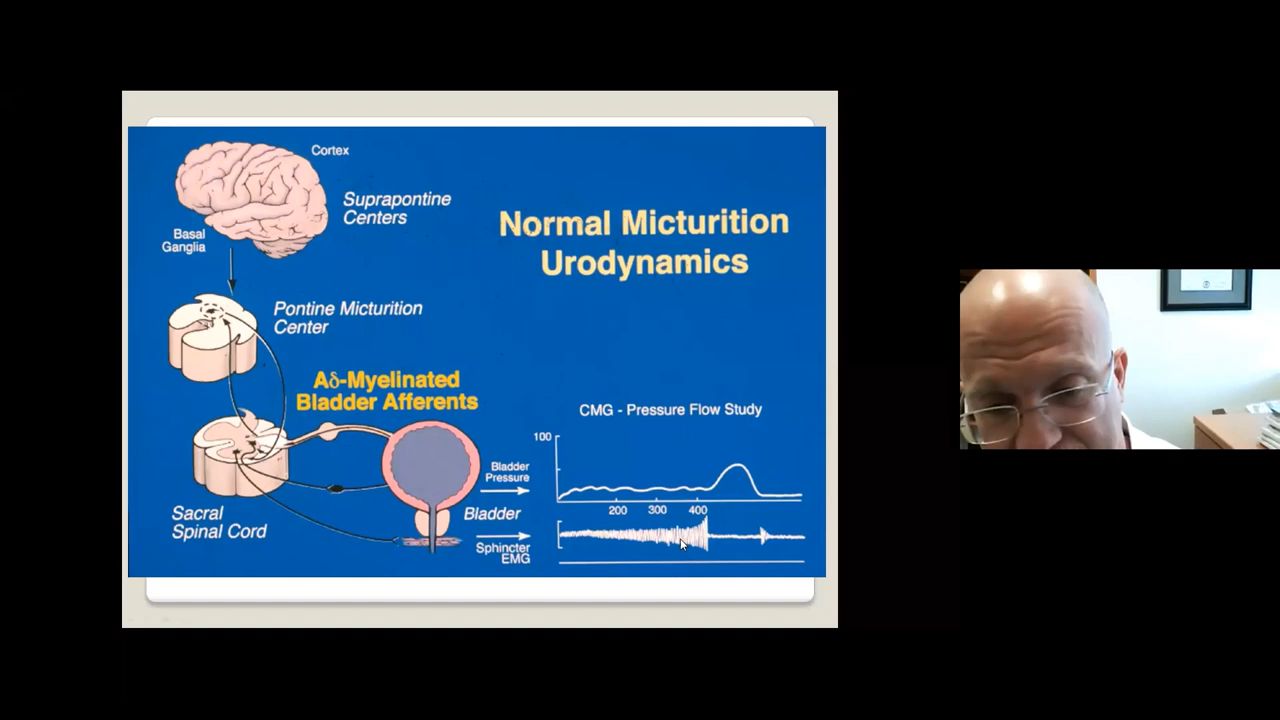 Cortex
Suprapontine
Centers
Basal
Ganglia
Normal Micturition
Urodynamics
Pontine Micturition
Center
Aδ-Myelinated
Bladder Afferents
CMG - Pressure Flow Study
100
Bladder
Pressure
200 300 400
Sacral
Spinal Cord
Bladder
Sphincter
EMG